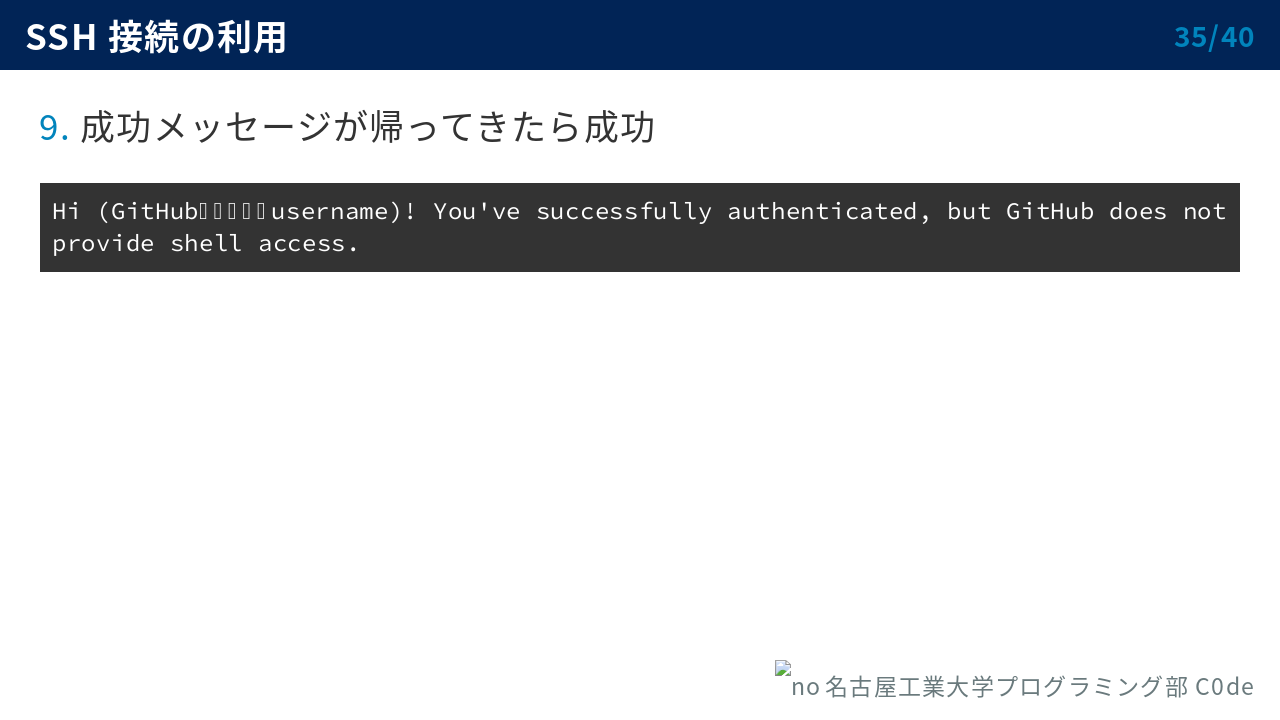 SSH 接続の利用
35/40
9. 成功メッセージが帰ってきたら成功
Hi (GitHub username)! You've successfully authenticated, but GitHub does not
provide shell access.
no 名古屋工業大学プログラミング部 C0de